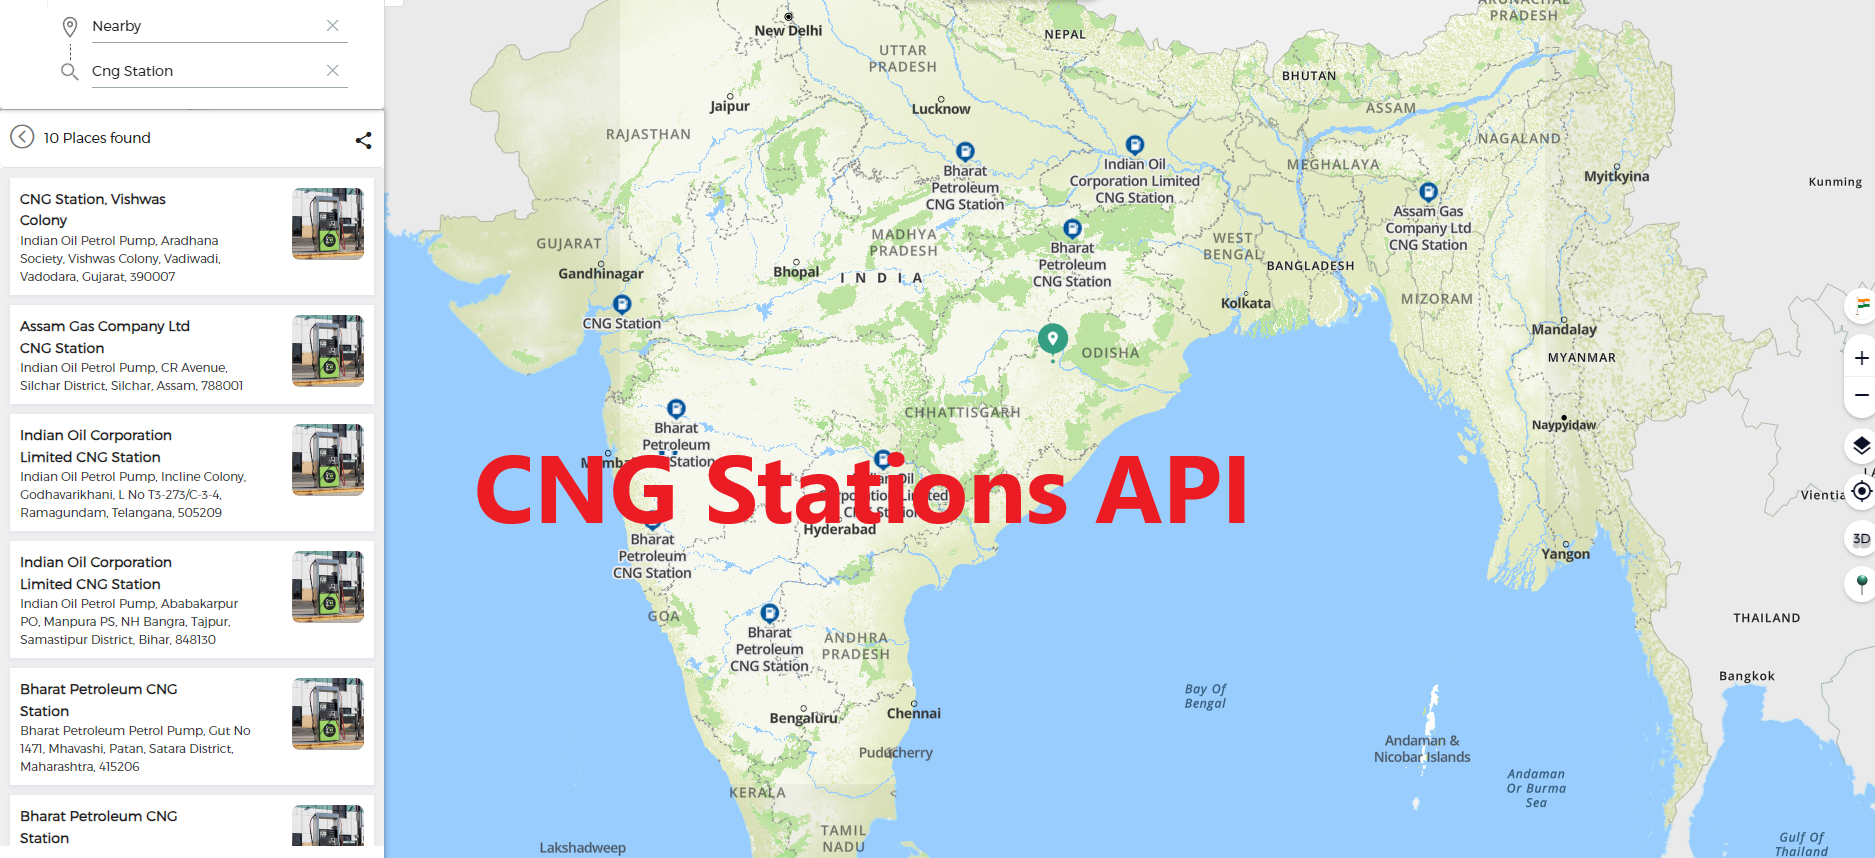 Nearby
Cng Station
10 Places found
CNG Station, Vishwas
Colony
Indian Oil Petrol Pump, Aradhana
Society, Vishwas Colony, Vadiwadi,
Vadodara, Gujarat, 390007
Assam Gas Company Ltd
CNG Station
Indian Oil Petrol Pump, CR Avenue,
Silchar District, Silchar, Assam, 788001
Indian Oil Corporation
Limited CNG Station
Indian Oil Petrol Pump, Incline Colony,
Godhavarikhani, L No T3-273/C-3-4,
Ramagundam, Telangana, 505209
Indian Oil Corporation
Limited CNG Station
Indian Oil Petrol Pump, Ababakarpur
PO, Manpura PS, NH Bangra, Tajpur,
Samastipur District, Bihar, 848130
Bharat Petroleum CNG
Station
Bharat Petroleum Petrol Pump, Gut No
1471, Mhavashi, Patan, Satara District,
Maharashtra, 415206
Bharat Petroleum CNG
Station
New Delhi
UTTAR
PRADESH
NEPAL
ARUNACHAL
PRADESH
BHUTAN
Jaipur
Lucknow
ASSAM
RAJASTHAN
NAGALAND
Bharat
Petroleum
CNG Station
Indian Oil
Corporation Limited
CNG Station
MEGHALAYA
Myitkyina
Kunming
Assam Gas
Company Ltd
CNG Station
GUJARAT
MADHYA
PRADESH
WEST
BENGAL
Bharat
Petroleum
CNG Station
Gandhinagar
Bhopal
INDIA
BANGLADESH
Kolkata
MIZORAM
CNG Station
Mandalay
ODISHA
MYANMAR
CHHATTISGARH
Naypyidaw
Bharat
Petroleum
Station
CNG Stations API
Hyderabad
Bharat
Petroleum
CNG Station
3D
Yangon
GOA
THAILAND
Bharat
Petroleum
CNG Station
ANDHRA
PRADESH
Bangkok
Bay Of
Bengal
Bengaluru
Chennai
Puducherry
Andaman &
Nicobar Islands
Andaman
Or Burma
Sea
KERALA
TAMIL
NADU
Lakshadweep
Gulf Of
Thailand